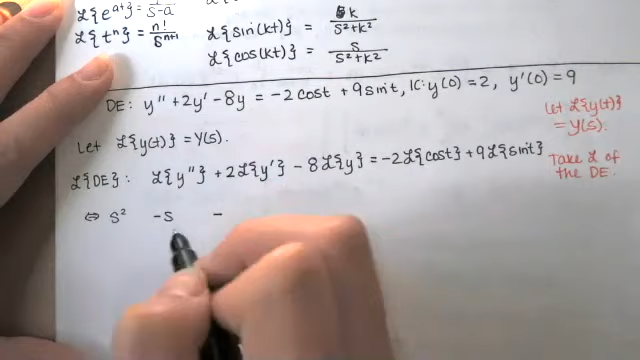 ℒ{e^{at}} = 1/(s-a)
ℒ{t^n} = n!/s^{n+1}
ℒ{sin(kt)} = k/(s²+k²)
ℒ{cos(kt)} = s/(s²+k²)
DE: y'' + 2y' - 8y = -2cost + 9sint, IC: y(0) = 2, y'(0) = 9
Let ℒ{y(t)} = Y(s).
Let ℒ{y(t)}
= Y(s).
ℒ{DE}: ℒ{y''} + 2ℒ{y'} - 8ℒ{y} = -2ℒ{cost} + 9ℒ{sint}
Take ℒ of
the DE.
⇔ s² -s -